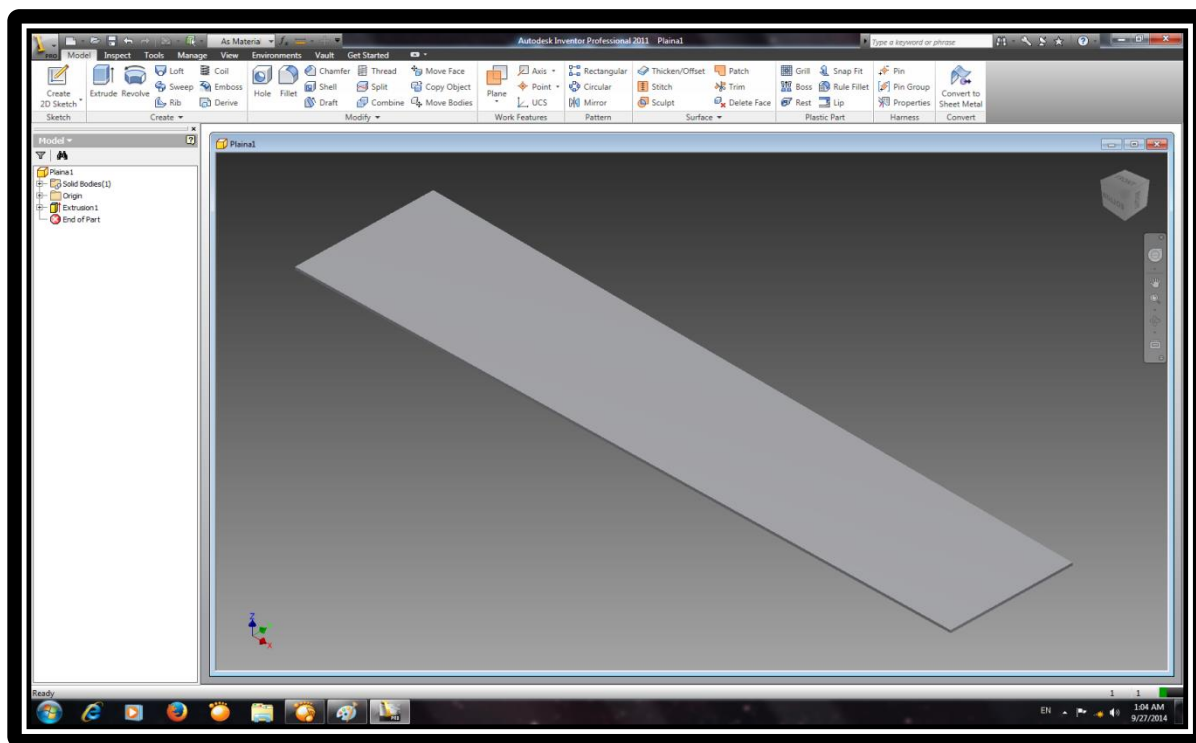 As Materia
Autodesk Inventor Professional 2011 Plaina1
Type a keyword or phrase
PRO Model Inspect Tools Manage View Environments Vault Get Started
Create 2D Sketch
Extrude Revolve
Loft
Sweep
Rib
Coil
Emboss
Derive
Hole Fillet
Chamfer
Shell
Draft
Thread
Split
Combine
Move Face
Copy Object
Move Bodies
Plane
Axis
Point
UCS
Rectangular
Circular
Mirror
Thicken/Offset
Stitch
Sculpt
Patch
Trim
Delete Face
Grill
Boss
Rest
Snap Fit
Rule Fillet
Lip
Pin
Pin Group
Properties
Convert to
Sheet Metal
Sketch Create Modify Work Features Pattern Surface Plastic Part Harness Convert
Model
Plaina1
Solid Bodies(1)
Origin
Extrusion1
End of Part
Plaina1
FRONT
Z
X
Ready
1 1
PRO
EN
1:04 AM
9/27/2014